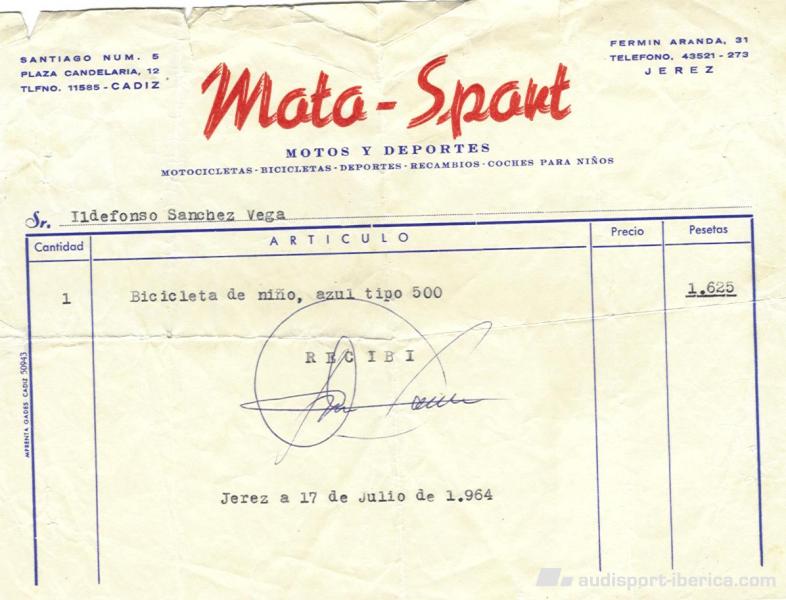 SANTIAGO NUM. 5
PLAZA CANDELARIA, 12
TLFNO. 11585 - CADIZ
FERMIN ARANDA, 31
TELEFONO, 43521 - 273
JEREZ
Mata - Sport
MOTOS Y DEPORTES
MOTOCICLETAS - BICICLETAS - DEPORTES - RECAMBIOS - COCHES PARA NIÑOS
Sr. Ildefonso Sanchez Vega
Cantidad ARTICULO Precio Pesetas
1 Bicicleta de niño, azul tipo 500 1.625
RECIBI
Jerez a 17 de Julio de 1.964
IMPRENTA GADES CADIZ 50943
audisport-iberica.com